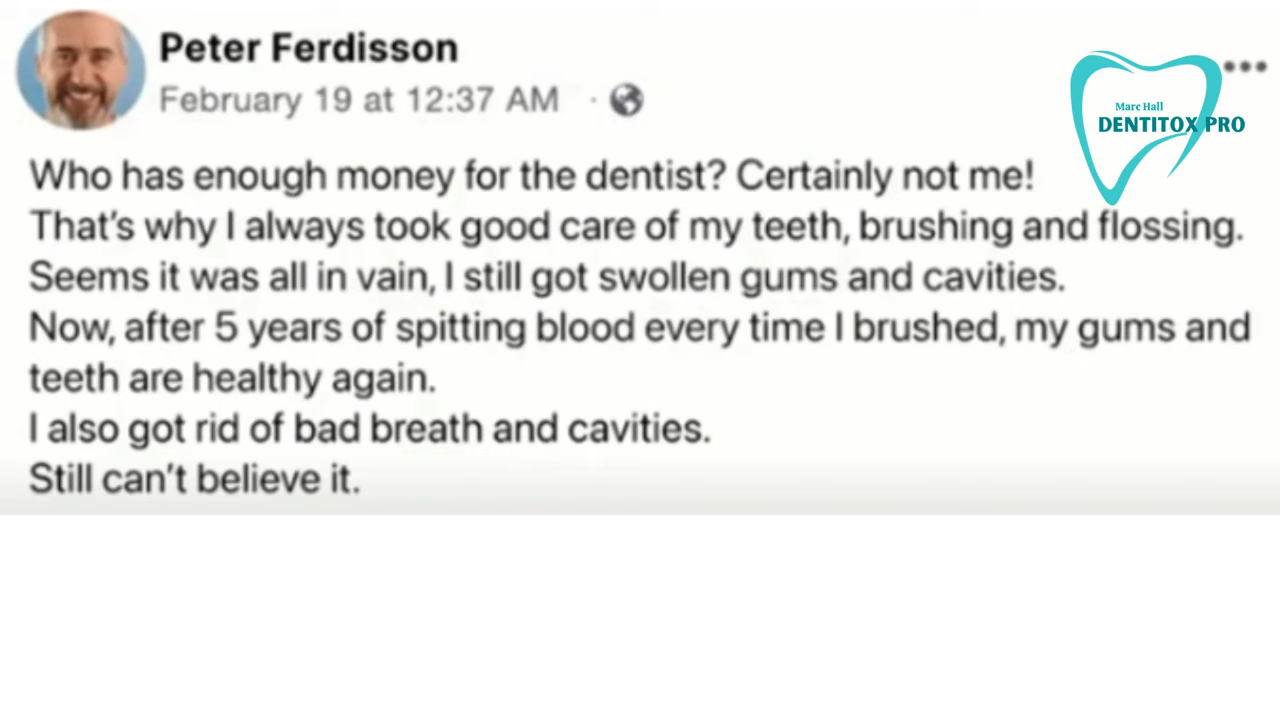 Peter Ferdisson
February 19 at 12:37 AM ·
Marc Hall
DENTITOX PRO
Who has enough money for the dentist? Certainly not me!
That's why I always took good care of my teeth, brushing and flossing.
Seems it was all in vain, I still got swollen gums and cavities.
Now, after 5 years of spitting blood every time I brushed, my gums and
teeth are healthy again.
I also got rid of bad breath and cavities.
Still can't believe it.